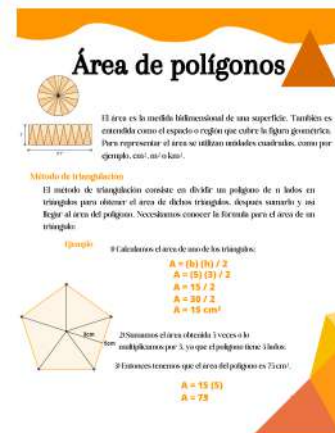 Área de polígonos
El área es la medida bidimensional de una superficie. También es
entendida como el espacio o región que cubre la figura geométrica.
Para representar el área se utilizan unidades cuadradas, como por
ejemplo, cm², m² o km².
Método de triangulación
El método de triangulación consiste en dividir un polígono de n lados en
triángulos para obtener el área de dichos triángulos, después sumarlo y así
llegar al área del polígono. Necesitamos conocer la fórmula para el área de un
triángulo:
Ejemplo
1) Calculamos el área de uno de los triángulos:
A = (b) (h) / 2
A = (5) (3) / 2
A = 15 / 2
A = 30 / 2
A = 15 cm²
2) Sumamos el área obtenida 5 veces o lo
multiplicamos por 5, ya que el polígono tiene 5 lados:
3) Entonces tenemos que el área del polígono es 75 cm².
A = 15 (5)
A = 75